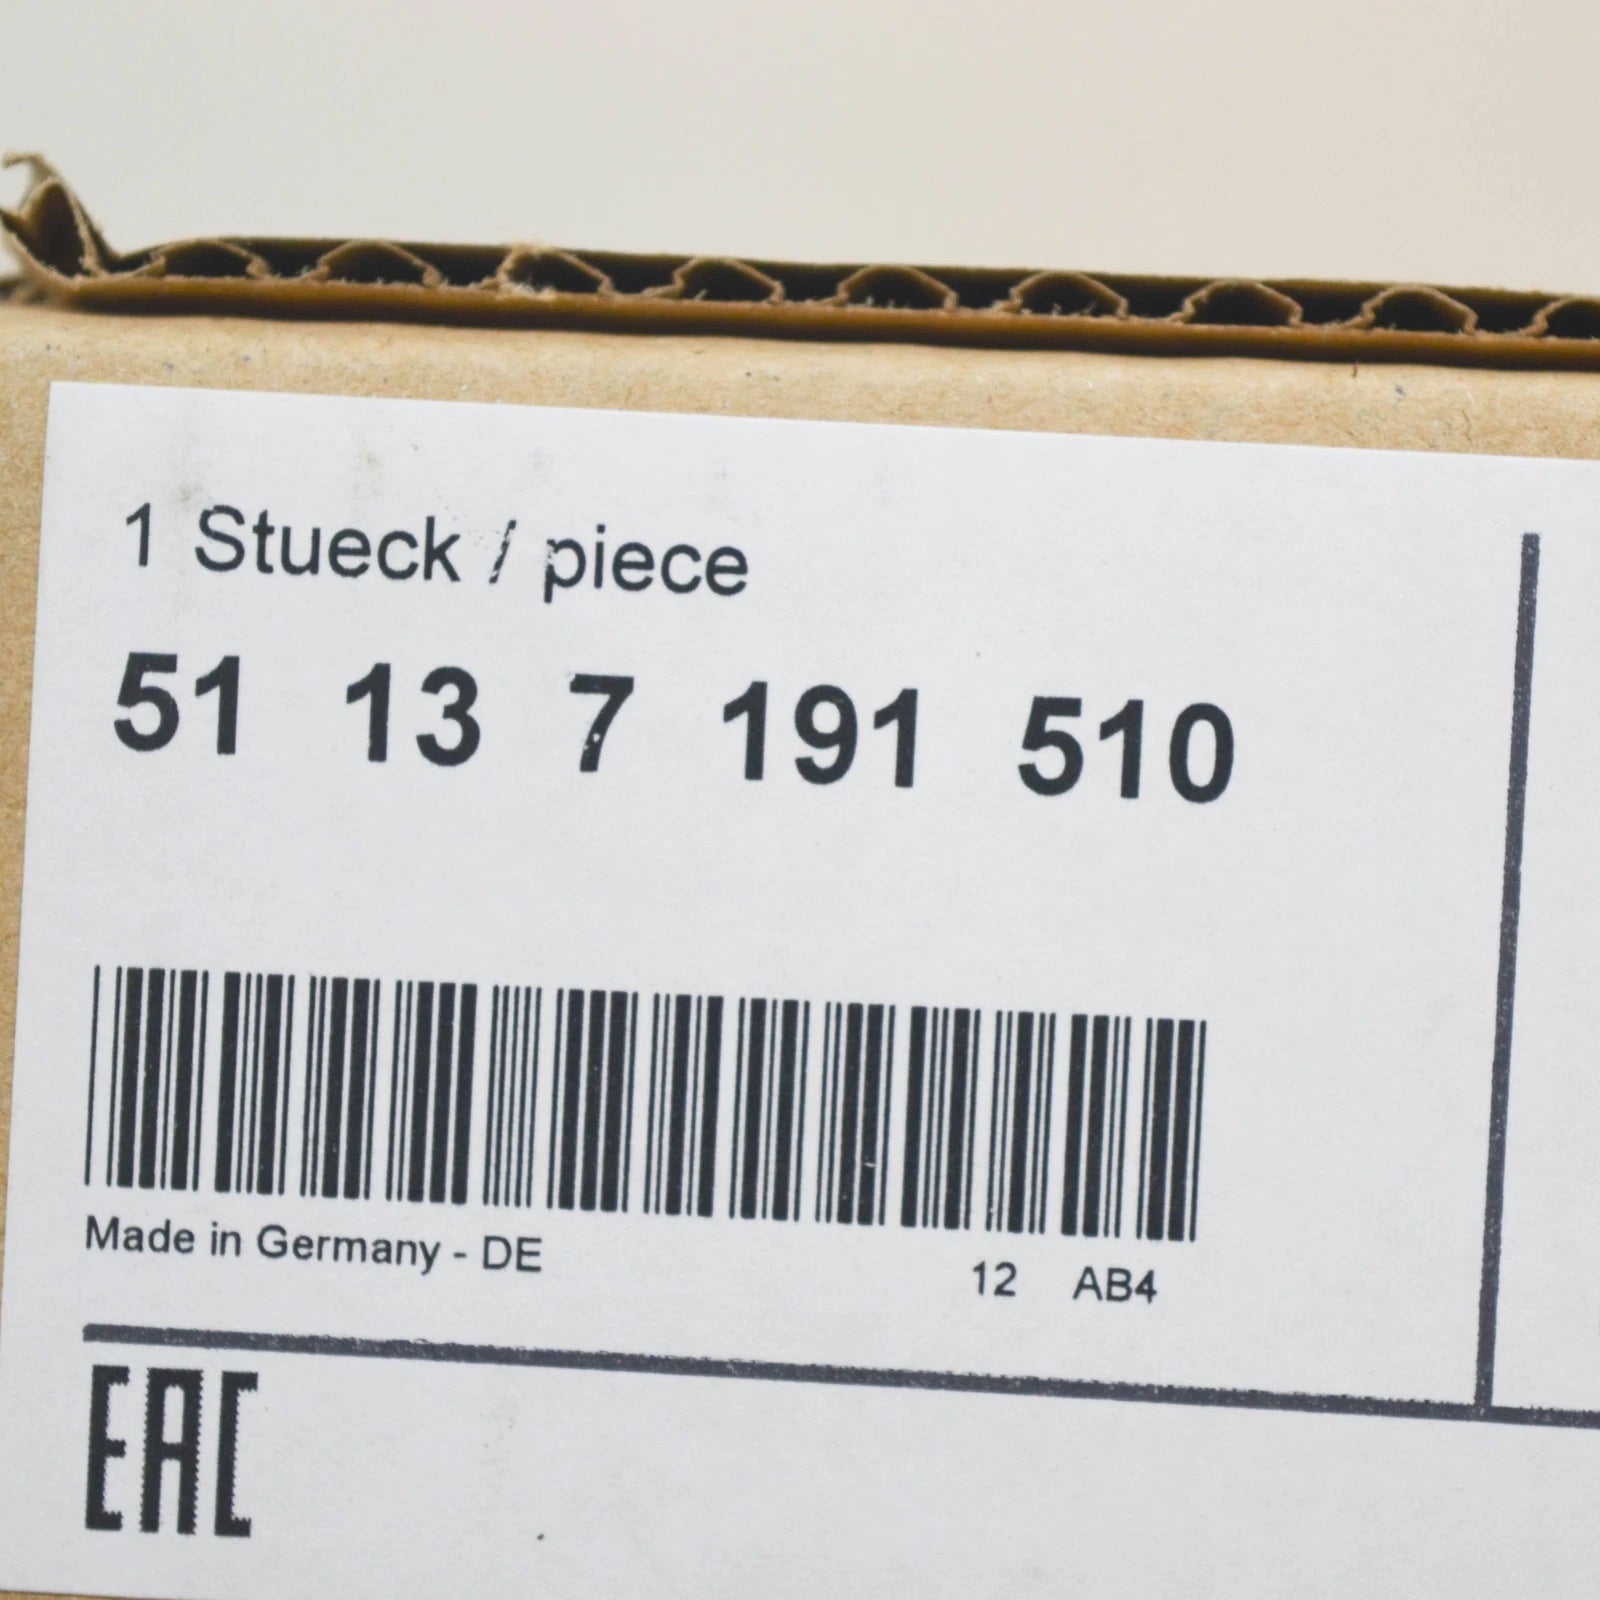 1 Stueck / piece
51 13 7 191 510
Made in Germany - DE 12 AB4
EAC